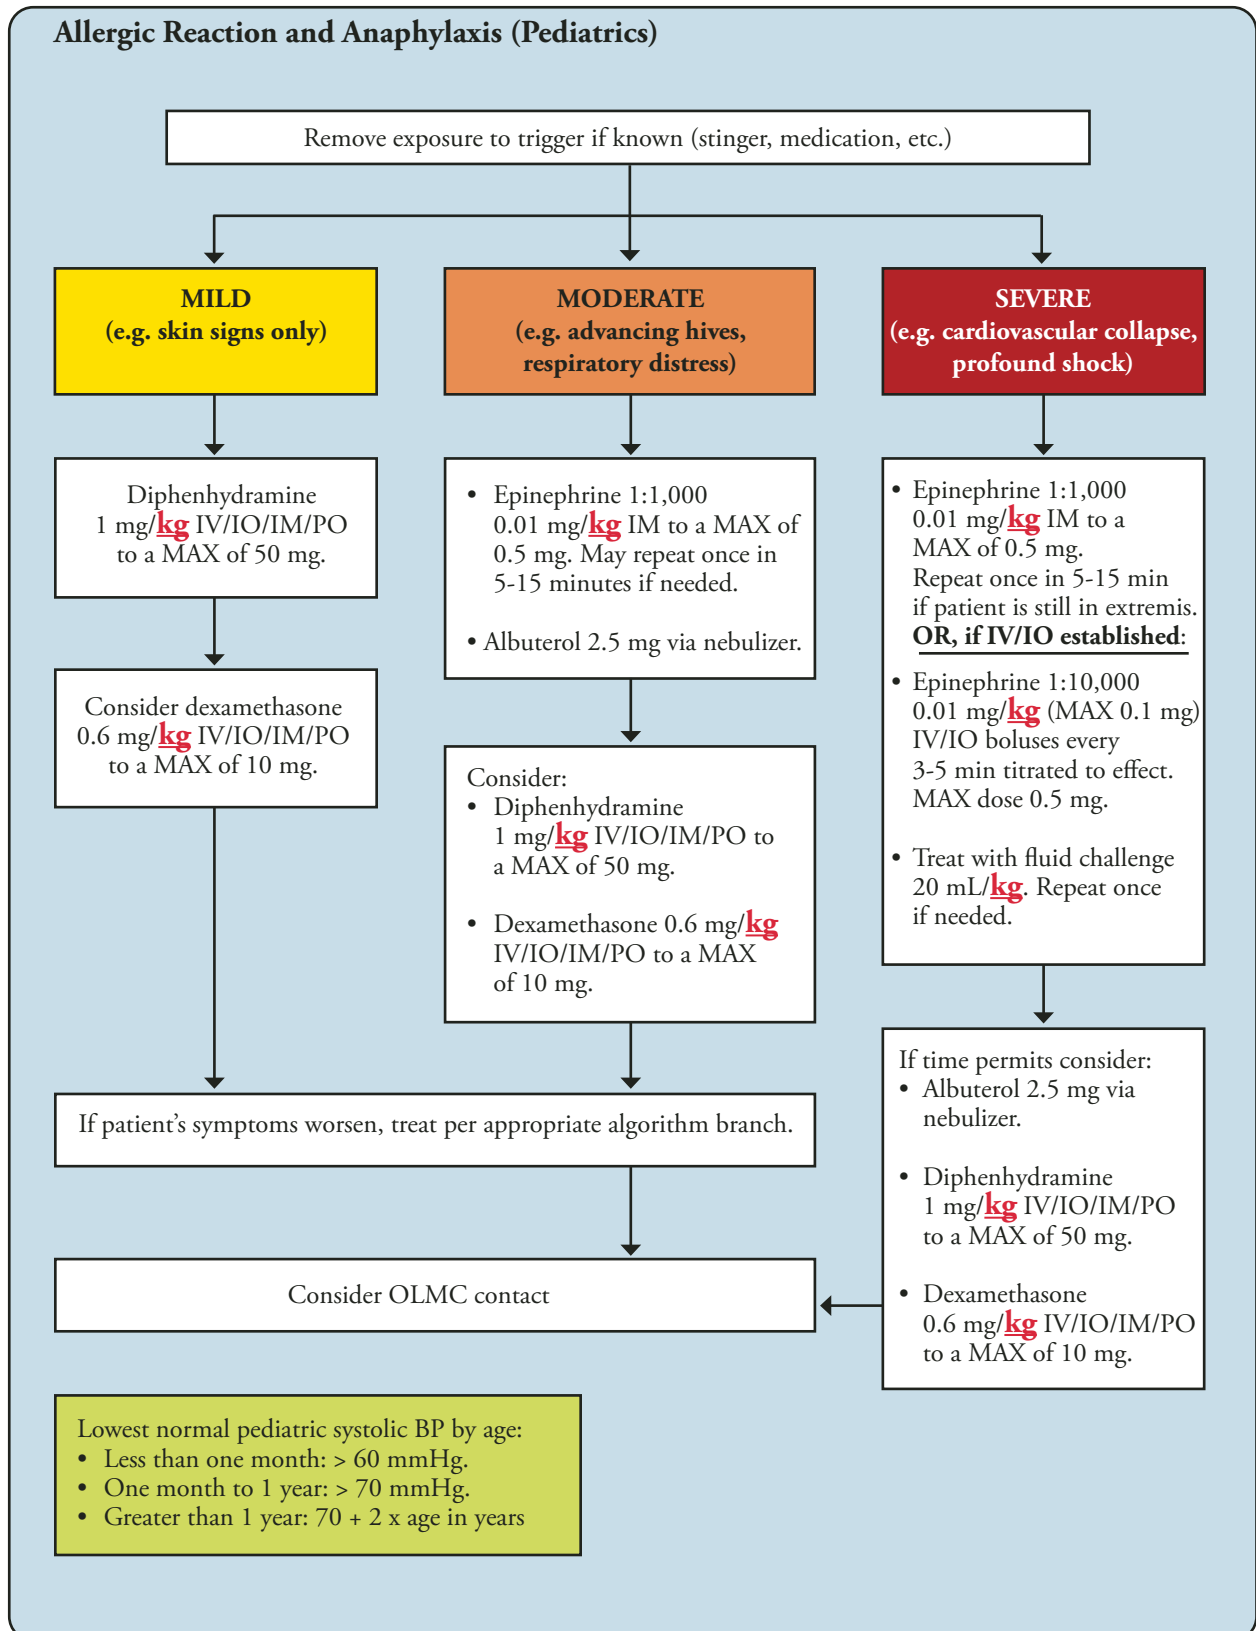 Allergic Reaction and Anaphylaxis (Pediatrics)
Remove exposure to trigger if known (stinger, medication, etc.)
MILD
(e.g. skin signs only)
MODERATE
(e.g. advancing hives,
respiratory distress)
SEVERE
(e.g. cardiovascular collapse,
profound shock)
Diphenhydramine
1 mg/kg IV/IO/IM/PO
to a MAX of 50 mg.
Consider dexamethasone
0.6 mg/kg IV/IO/IM/PO
to a MAX of 10 mg.
• Epinephrine 1:1,000
0.01 mg/kg IM to a MAX of
0.5 mg. May repeat once in
5-15 minutes if needed.
• Albuterol 2.5 mg via nebulizer.
Consider:
• Diphenhydramine
1 mg/kg IV/IO/IM/PO to
a MAX of 50 mg.
• Dexamethasone 0.6 mg/kg
IV/IO/IM/PO to a MAX
of 10 mg.
• Epinephrine 1:1,000
0.01 mg/kg IM to a
MAX of 0.5 mg.
Repeat once in 5-15 min
if patient is still in extremis.
OR, if IV/IO established:
• Epinephrine 1:10,000
0.01 mg/kg (MAX 0.1 mg)
IV/IO boluses every
3-5 min titrated to effect.
MAX dose 0.5 mg.
• Treat with fluid challenge
20 mL/kg. Repeat once
if needed.
If time permits consider:
• Albuterol 2.5 mg via
nebulizer.
• Diphenhydramine
1 mg/kg IV/IO/IM/PO
to a MAX of 50 mg.
• Dexamethasone
0.6 mg/kg IV/IO/IM/PO
to a MAX of 10 mg.
If patient's symptoms worsen, treat per appropriate algorithm branch.
Consider OLMC contact
Lowest normal pediatric systolic BP by age:
• Less than one month: > 60 mmHg.
• One month to 1 year: > 70 mmHg.
• Greater than 1 year: 70 + 2 x age in years